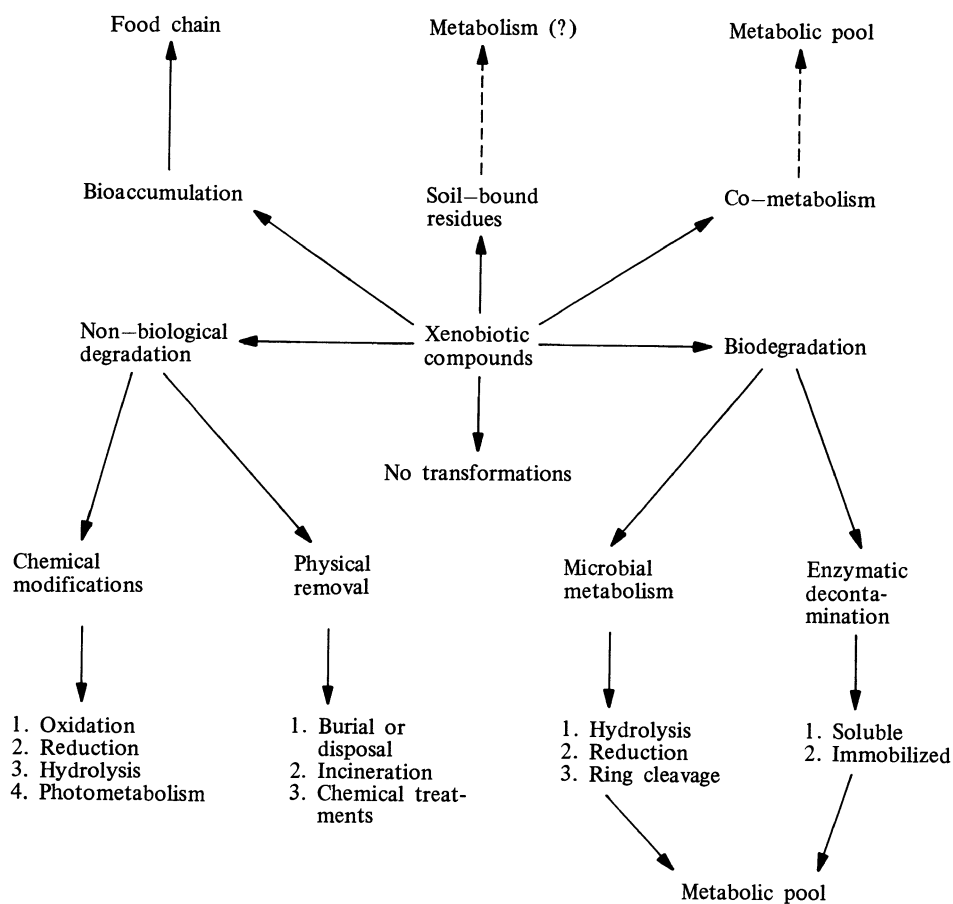 Food chain
Metabolism (?)
Metabolic pool
Bioaccumulation
Soil–bound
residues
Co–metabolism
Non–biological
degradation
Xenobiotic
compounds
Biodegradation
No transformations
Chemical
modifications
Physical
removal
Microbial
metabolism
Enzymatic
deconta-
mination
1. Oxidation
2. Reduction
3. Hydrolysis
4. Photometabolism
1. Burial or
disposal
2. Incineration
3. Chemical treat-
ments
1. Hydrolysis
2. Reduction
3. Ring cleavage
1. Soluble
2. Immobilized
Metabolic pool